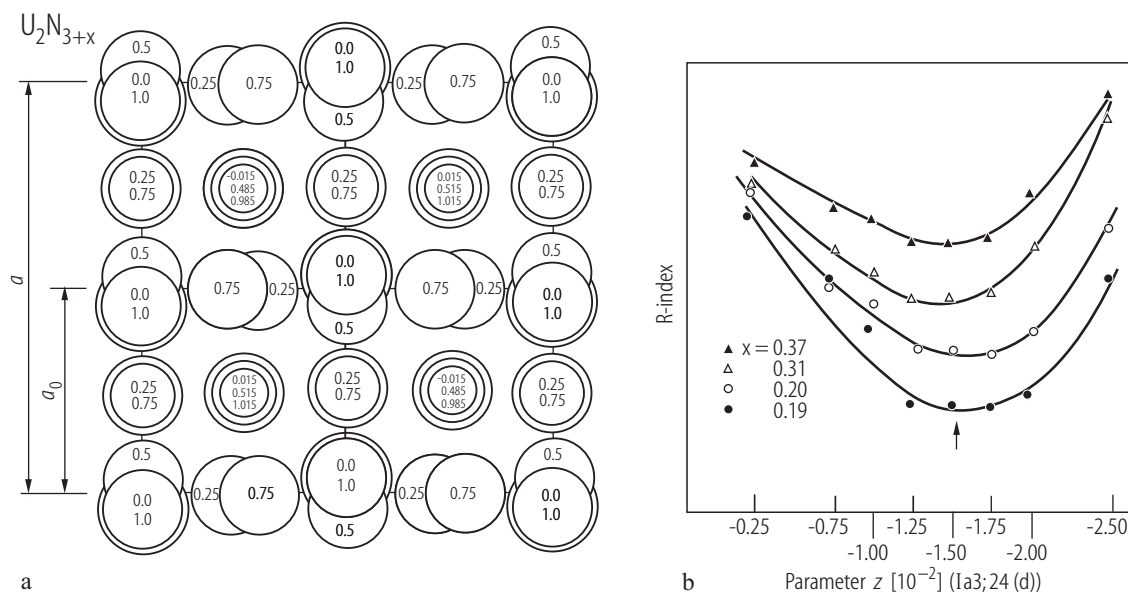 U₂N₃₊ₓ
0.5 0.0 1.0 0.25 0.75 0.0 1.0 0.5 0.25 0.75 0.5 0.0 1.0
0.25 0.75 -0.015 0.485 0.985 0.25 0.75 0.015 0.515 1.015 0.25 0.75
0.5 0.0 1.0 0.75 0.25 0.0 1.0 0.5 0.75 0.25 0.5 0.0 1.0
0.25 0.75 0.015 0.515 1.015 0.25 0.75 -0.015 0.485 0.985 0.25 0.75
0.5 0.0 1.0 0.25 0.75 0.0 1.0 0.5 0.25 0.75 0.5 0.0 1.0
a
a₀
a
R-index
x = 0.37
0.31
0.20
0.19
-0.25 -0.75 -1.25 -1.75 -2.50
-1.00 -1.50 -2.00
b Parameter z [10⁻²] (Ia3; 24 (d))